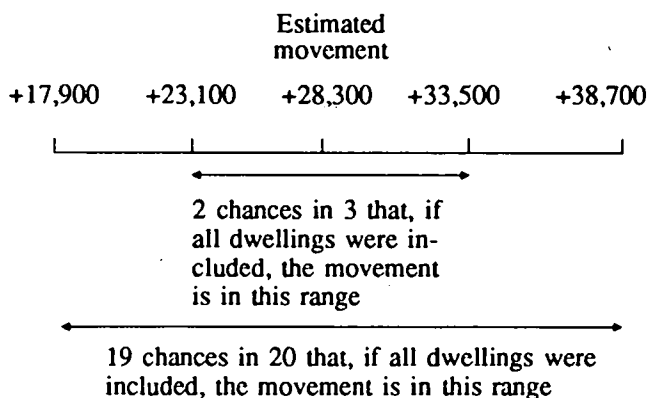 Estimated
movement
+17,900 +23,100 +28,300 +33,500 +38,700
2 chances in 3 that, if
all dwellings were in-
cluded, the movement
is in this range
19 chances in 20 that, if all dwellings were
included, the movement is in this range